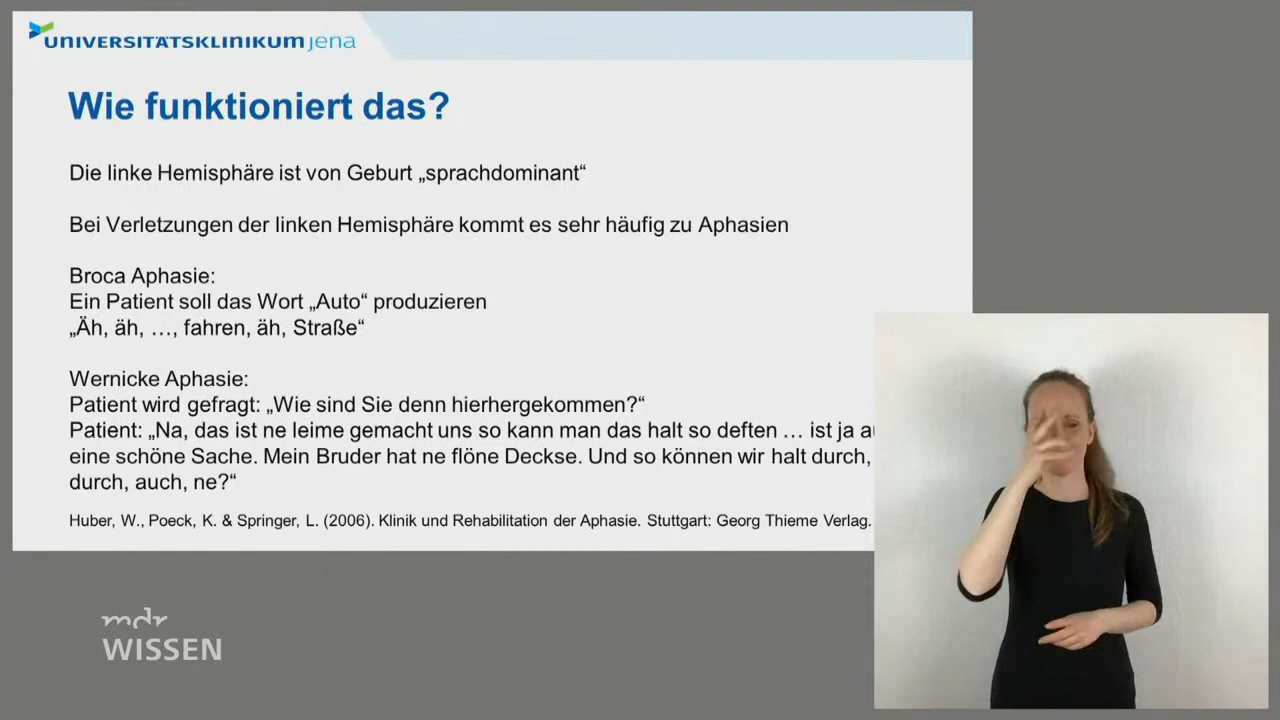 UNIVERSITÄTSKLINIKUM jena
Wie funktioniert das?
Die linke Hemisphäre ist von Geburt „sprachdominant“
Bei Verletzungen der linken Hemisphäre kommt es sehr häufig zu Aphasien
Broca Aphasie:
Ein Patient soll das Wort „Auto“ produzieren
„Äh, äh, …, fahren, äh, Straße“
Wernicke Aphasie:
Patient wird gefragt: „Wie sind Sie denn hierhergekommen?“
Patient: „Na, das ist ne leime gemacht uns so kann man das halt so deften … ist ja
eine schöne Sache. Mein Bruder hat ne flöne Deckse. Und so können wir halt durch,
durch, auch, ne?“
Huber, W., Poeck, K. & Springer, L. (2006). Klinik und Rehabilitation der Aphasie. Stuttgart: Georg Thieme Verlag.
mdr
WISSEN